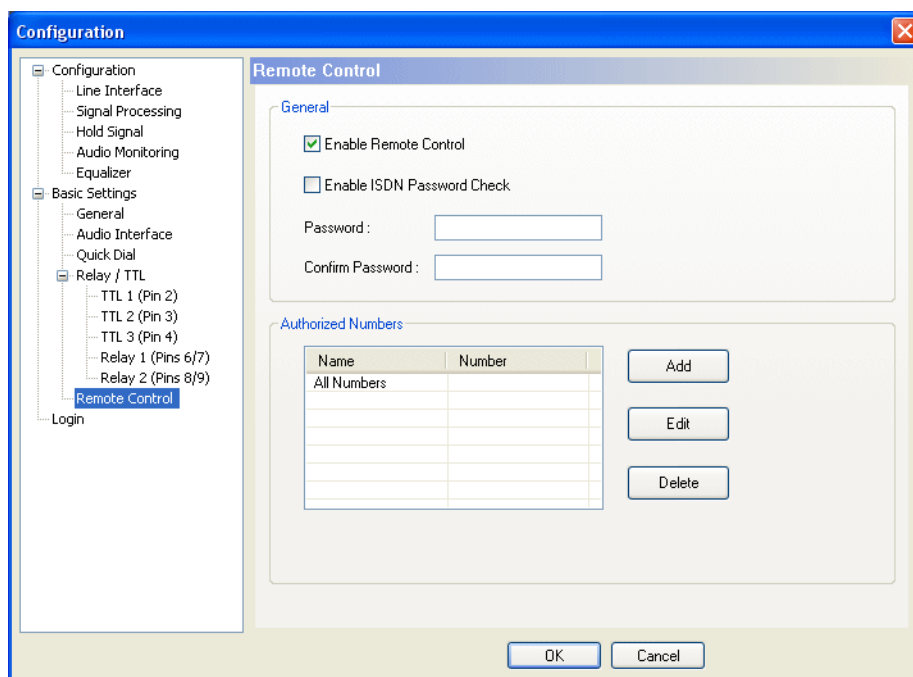 Configuration
Configuration
Line Interface
Signal Processing
Hold Signal
Audio Monitoring
Equalizer
Basic Settings
General
Audio Interface
Quick Dial
Relay / TTL
TTL 1 (Pin 2)
TTL 2 (Pin 3)
TTL 3 (Pin 4)
Relay 1 (Pins 6/7)
Relay 2 (Pins 8/9)
Remote Control
Login
Remote Control
General
Enable Remote Control
Enable ISDN Password Check
Password :
Confirm Password :
Authorized Numbers
Name Number
All Numbers
Add
Edit
Delete
OK Cancel